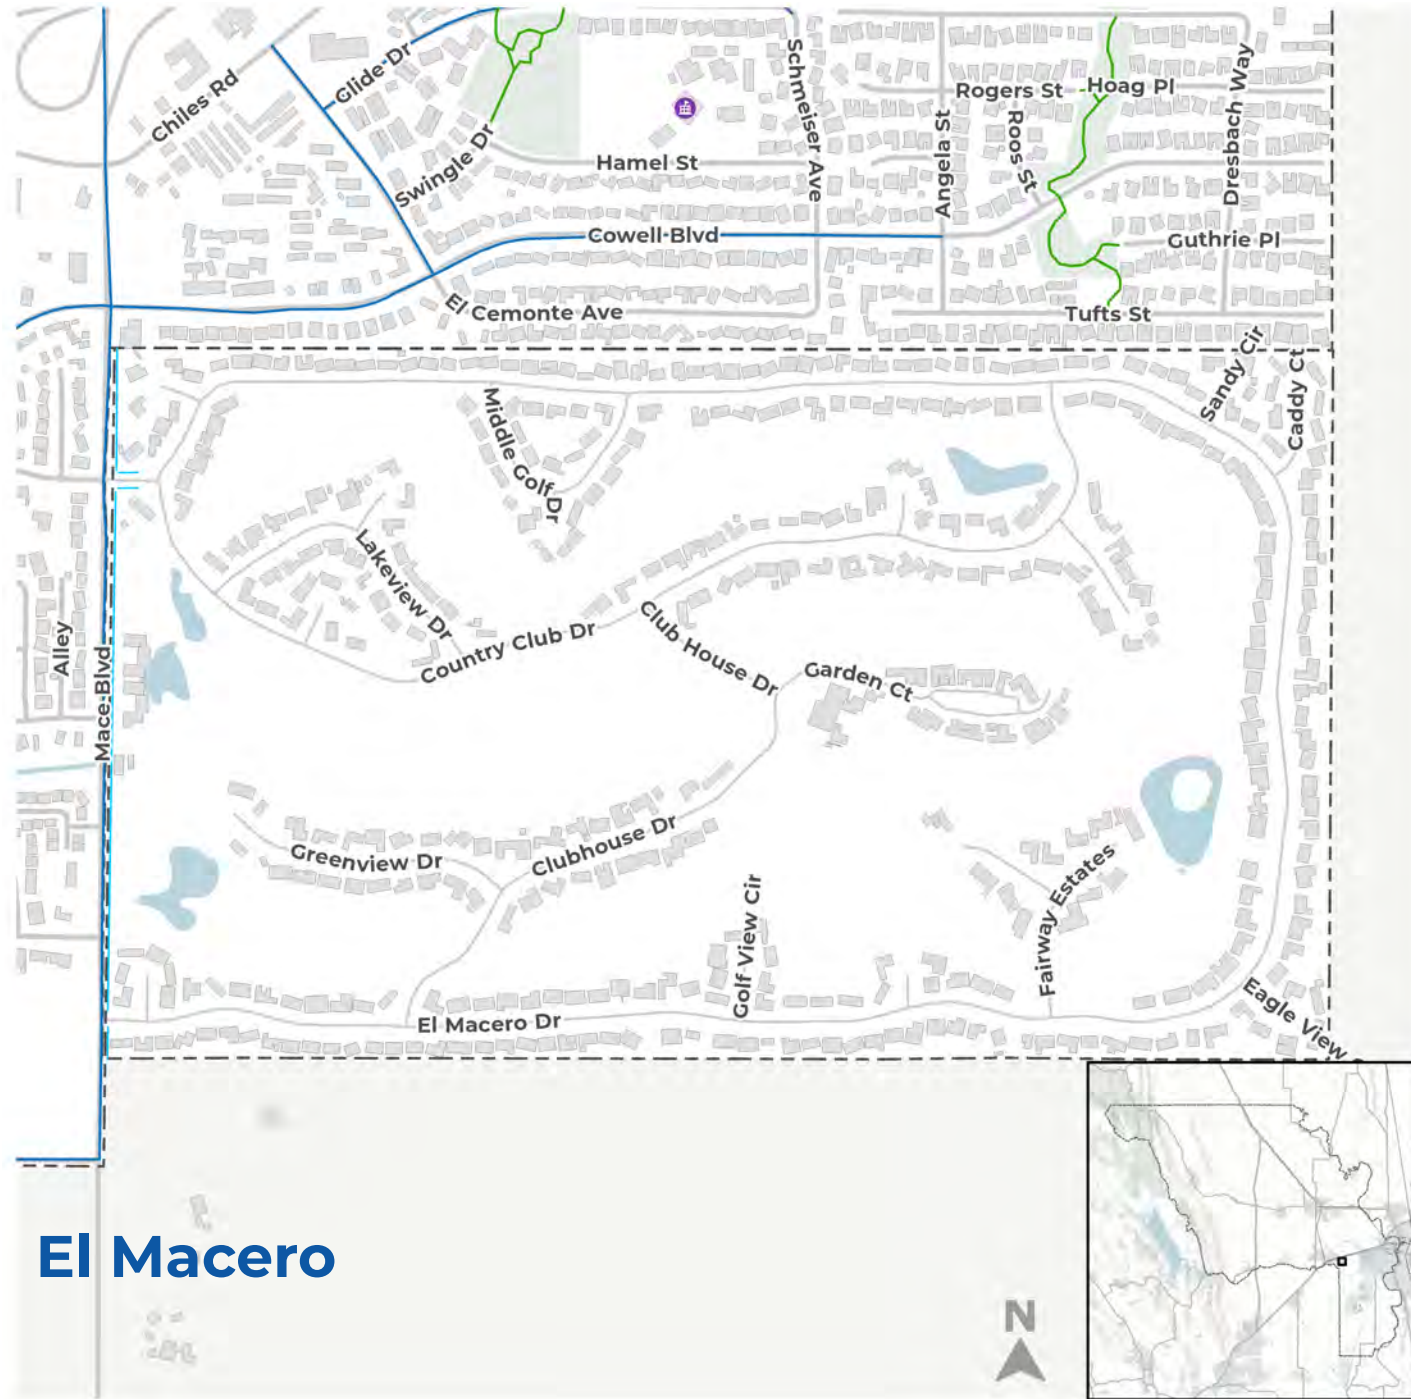 Glide Dr
Chiles Rd
Schmeiser Ave
Dresbach Way
Rogers St
Hoag Pl
Roos St
Angela St
Swingle Dr
Hamel St
Cowell Blvd
Guthrie Pl
El Cemonte Ave
Tufts St
Sandy Cir
Caddy Ct
Middle Golf Dr
Lakeview Dr
Alley
Mace Blvd
Country Club Dr
Club House Dr
Garden Ct
Greenview Dr
Clubhouse Dr
Golf View Cir
Fairway Estates
El Macero Dr
Eagle View
El Macero
N